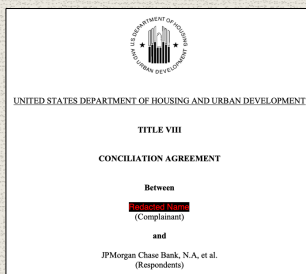 U.S. DEPARTMENT OF HOUSING AND URBAN DEVELOPMENT
UNITED STATES DEPARTMENT OF HOUSING AND URBAN DEVELOPMENT
TITLE VIII
CONCILIATION AGREEMENT
Between
Redacted Name
(Complainant)
and
JPMorgan Chase Bank, N.A, et al.
(Respondents)